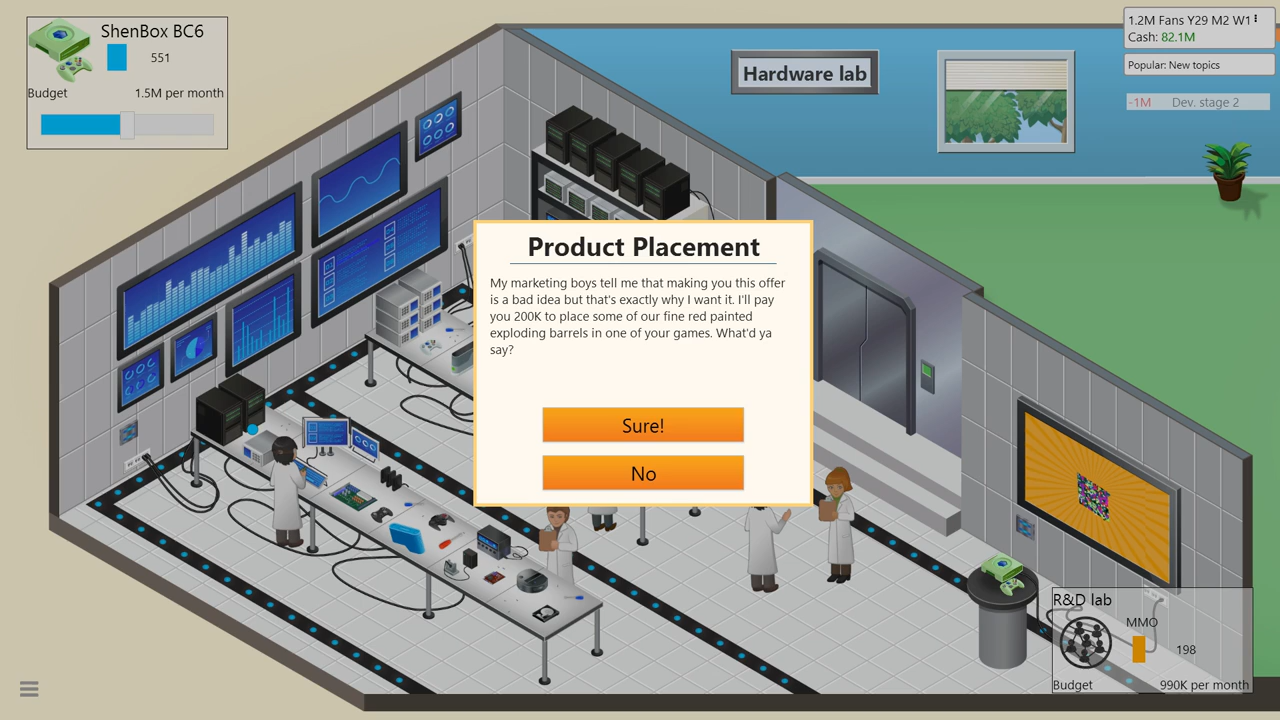 ShenBox BC6
551
Budget
1.5M per month
Hardware lab
1.2M Fans Y29 M2 W1
Cash: 82.1M
Popular: New topics
-1M Dev. stage 2
Product Placement
My marketing boys tell me that making you this offer
is a bad idea but that's exactly why I want it. I'll pay
you 200K to place some of our fine red painted
exploding barrels in one of your games. What'd ya
say?
Sure!
No
R&D lab
MMO
198
Budget
990K per month